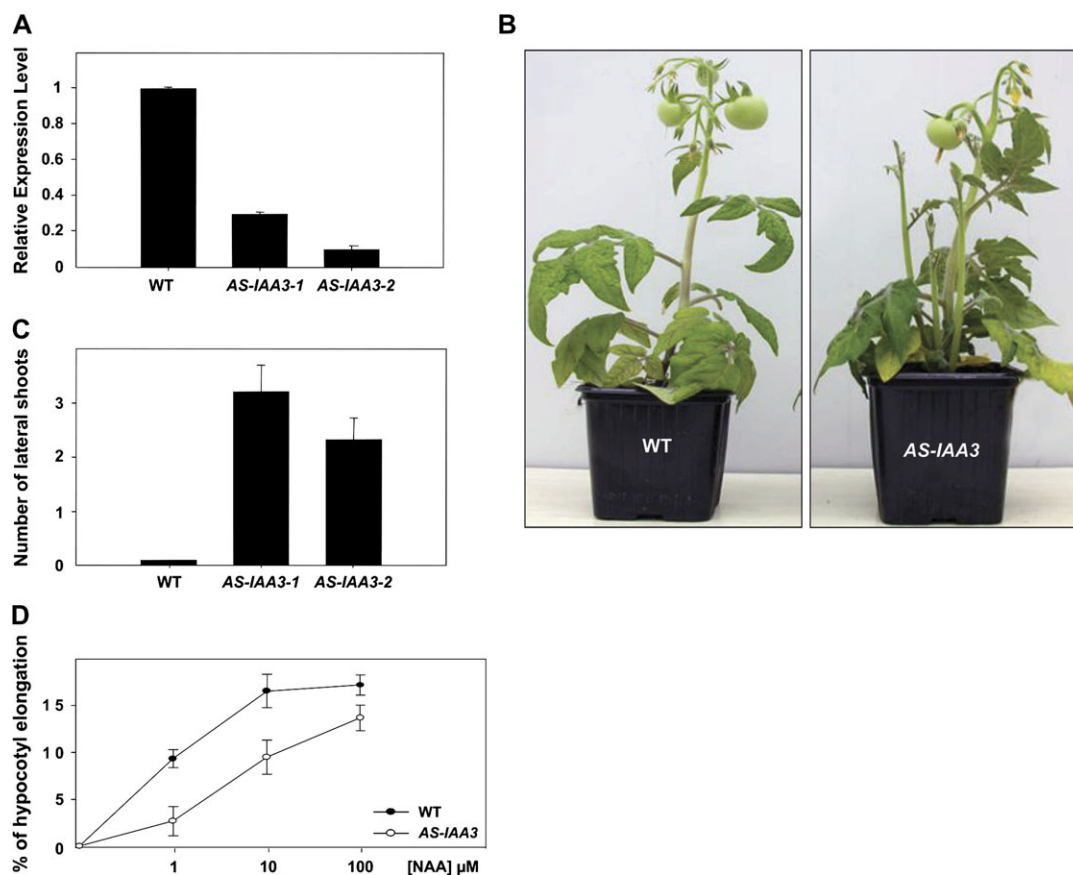 A
Relative Expression Level
1
0.8
0.6
0.4
0.2
0
WT
AS-IAA3-1
AS-IAA3-2
B
WT
AS-IAA3
C
Number of lateral shoots
3
2
1
0
WT
AS-IAA3-1
AS-IAA3-2
D
% of hypocotyl elongation
15
10
5
0
WT
AS-IAA3
1
10
100
[NAA] µM